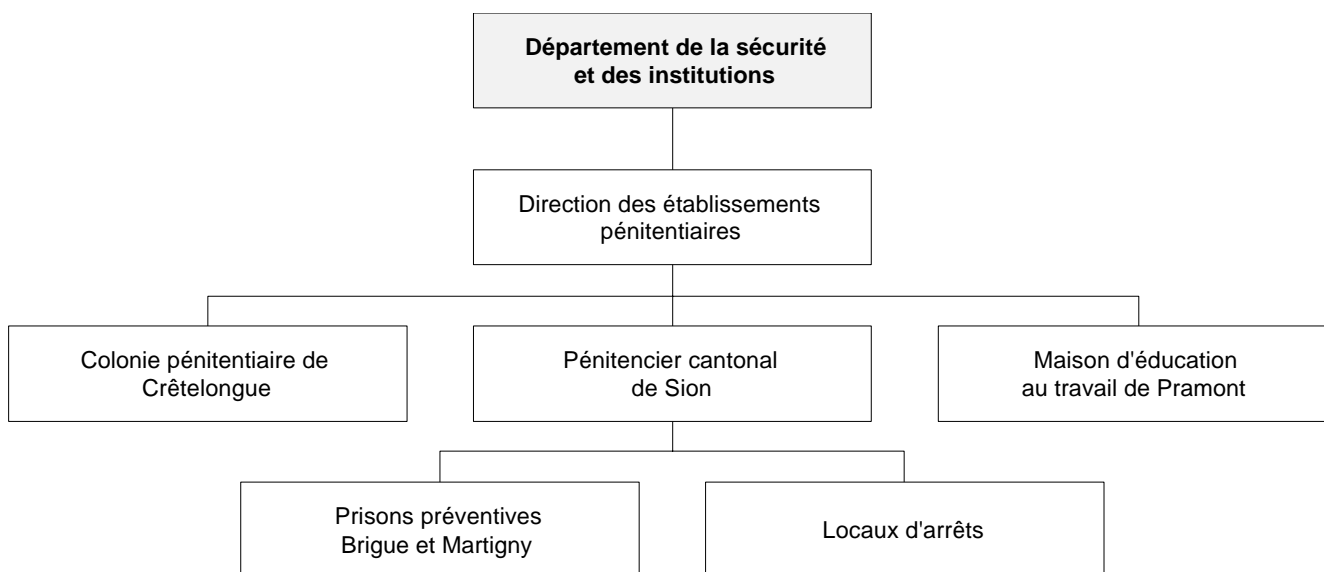 Département de la sécurité
et des institutions
Direction des établissements
pénitentiaires
Colonie pénitentiaire de
Crêtelongue
Pénitencier cantonal
de Sion
Maison d'éducation
au travail de Pramont
Prisons préventives
Brigue et Martigny
Locaux d'arrêts